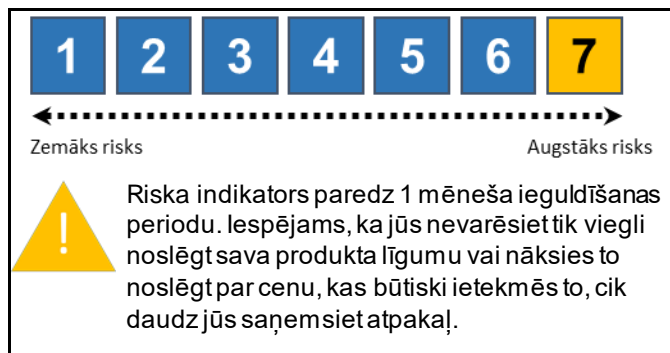 1 2 3 4 5 6 7
Zemāks risks Augstāks risks
!
Riska indikators paredz 1 mēneša ieguldīšanas
periodu. Iespējams, ka jūs nevarēsiet tik viegli
noslēgt sava produkta līgumu vai nāksies to
noslēgt par cenu, kas būtiski ietekmēs to, cik
daudz jūs saņemsiet atpakaļ.